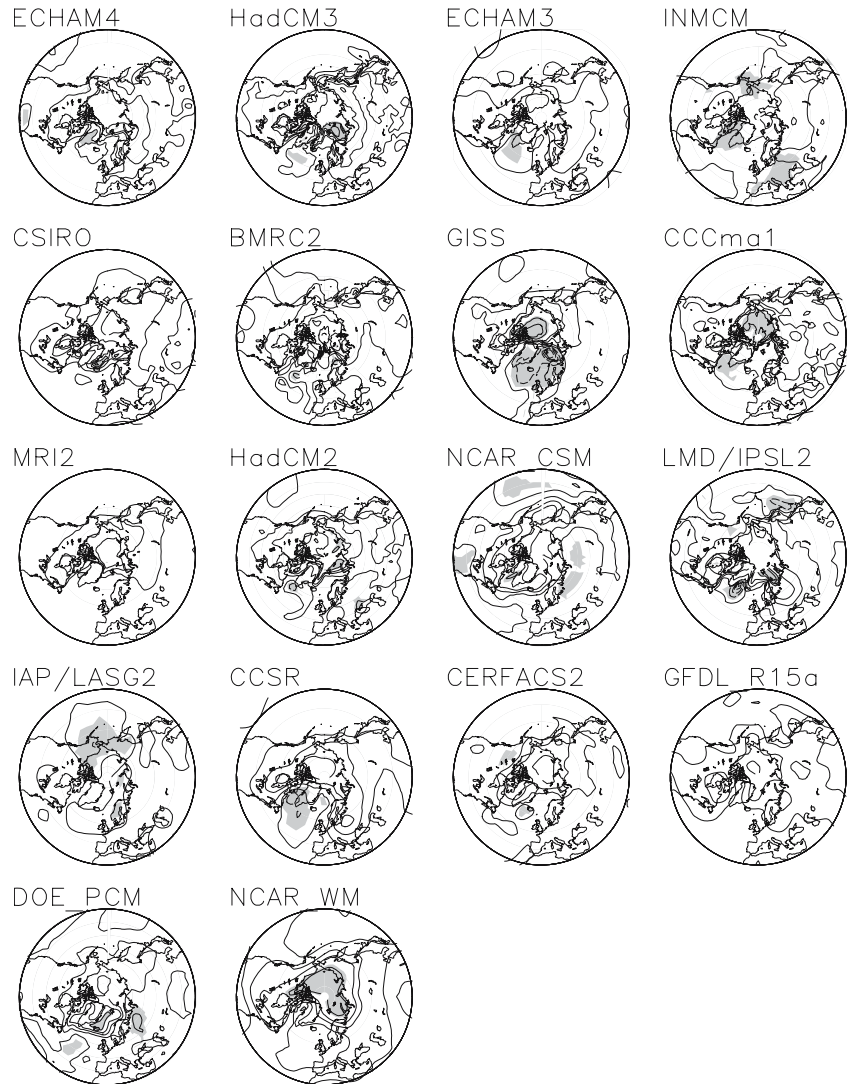 ECHAM4 HadCM3 ECHAM3 INMCM
CSIRO BMRC2 GISS CCCma1
MRI2 HadCM2 NCAR_CSM LMD/IPSL2
IAP/LASG2 CCSR CERFACS2 GFDL_R15a
DOE_PCM NCAR_WM